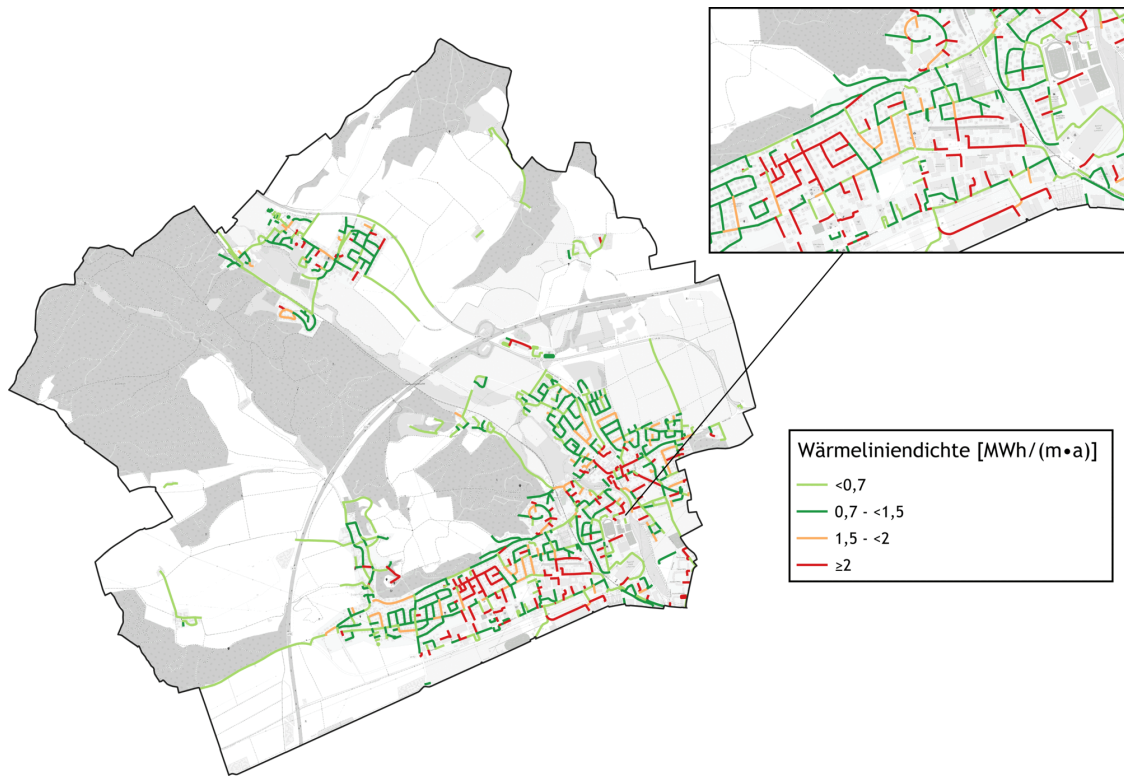 Wärmeliniendichte [MWh/(m•a)]
<0,7
0,7 - <1,5
1,5 - <2
≥2